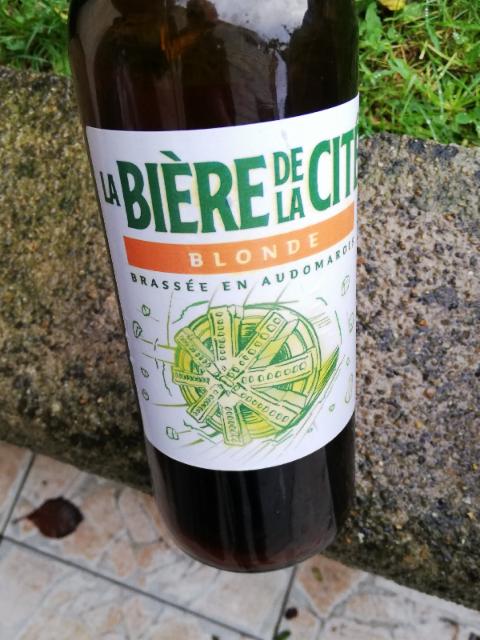 LA BIÈRE DE LA CITÉ
BLONDE
BRASSÉE EN AUDOMAROIS